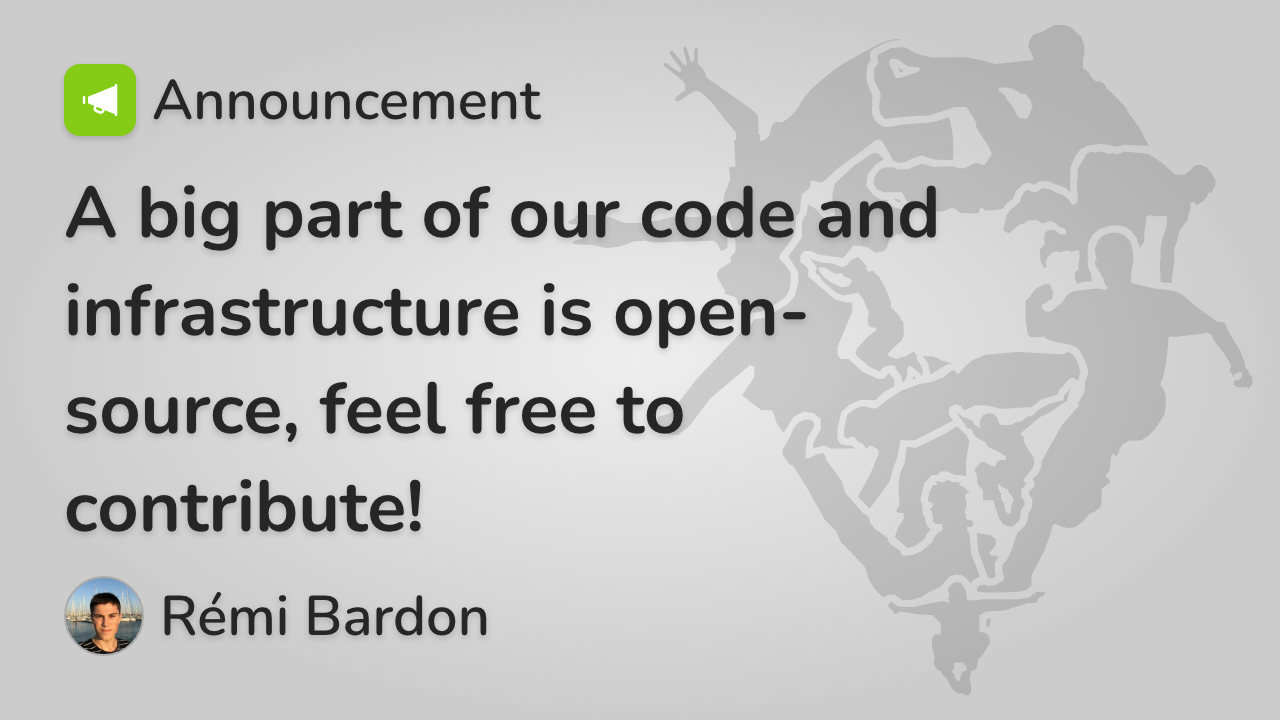 Announcement
A big part of our code and
infrastructure is open-
source, feel free to
contribute!
Rémi Bardon